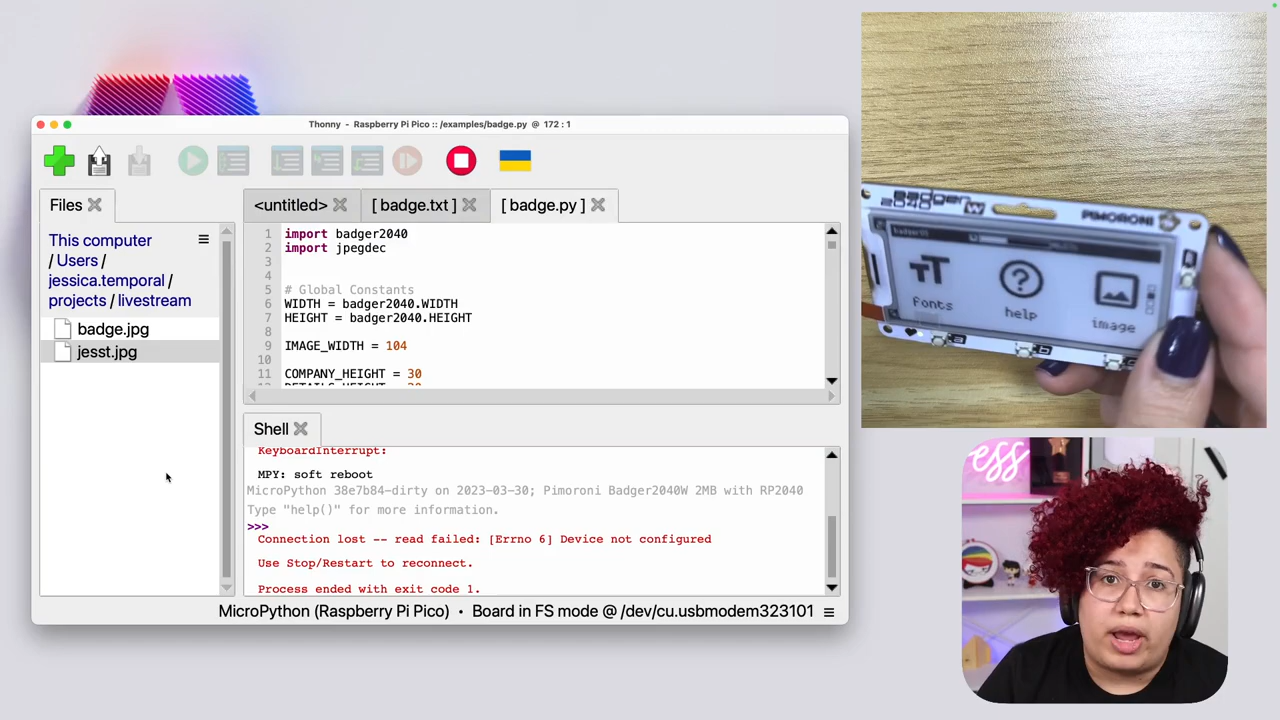 Thonny - Raspberry Pi Pico :: /examples/badge.py @ 172 : 1
Files
<untitled>
[ badge.txt ]
[ badge.py ]
This computer
/ Users /
jessica.temporal /
projects / livestream
badge.jpg
jesst.jpg
1 import badger2040
2 import jpegdec
3
4
5 # Global Constants
6 WIDTH = badger2040.WIDTH
7 HEIGHT = badger2040.HEIGHT
8
9 IMAGE_WIDTH = 104
10
11 COMPANY_HEIGHT = 30
Shell
KeyboardInterrupt:
MPY: soft reboot
MicroPython 38e7b84-dirty on 2023-03-30; Pimoroni Badger2040W 2MB with RP2040
Type "help()" for more information.
>>>
Connection lost -- read failed: [Errno 6] Device not configured
Use Stop/Restart to reconnect.
Process ended with exit code 1.
MicroPython (Raspberry Pi Pico) • Board in FS mode @ /dev/cu.usbmodem323101 ≡
badger
2040 W
PIMORONI
badgerOS
fonts
help
image
a
b
ess